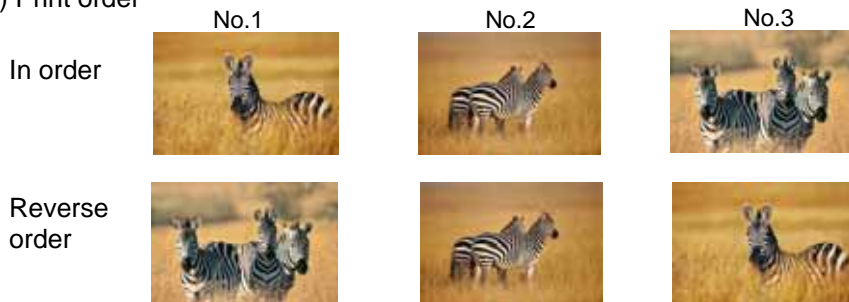 ) Print order
No.1 No.2 No.3
In order
Reverse
order